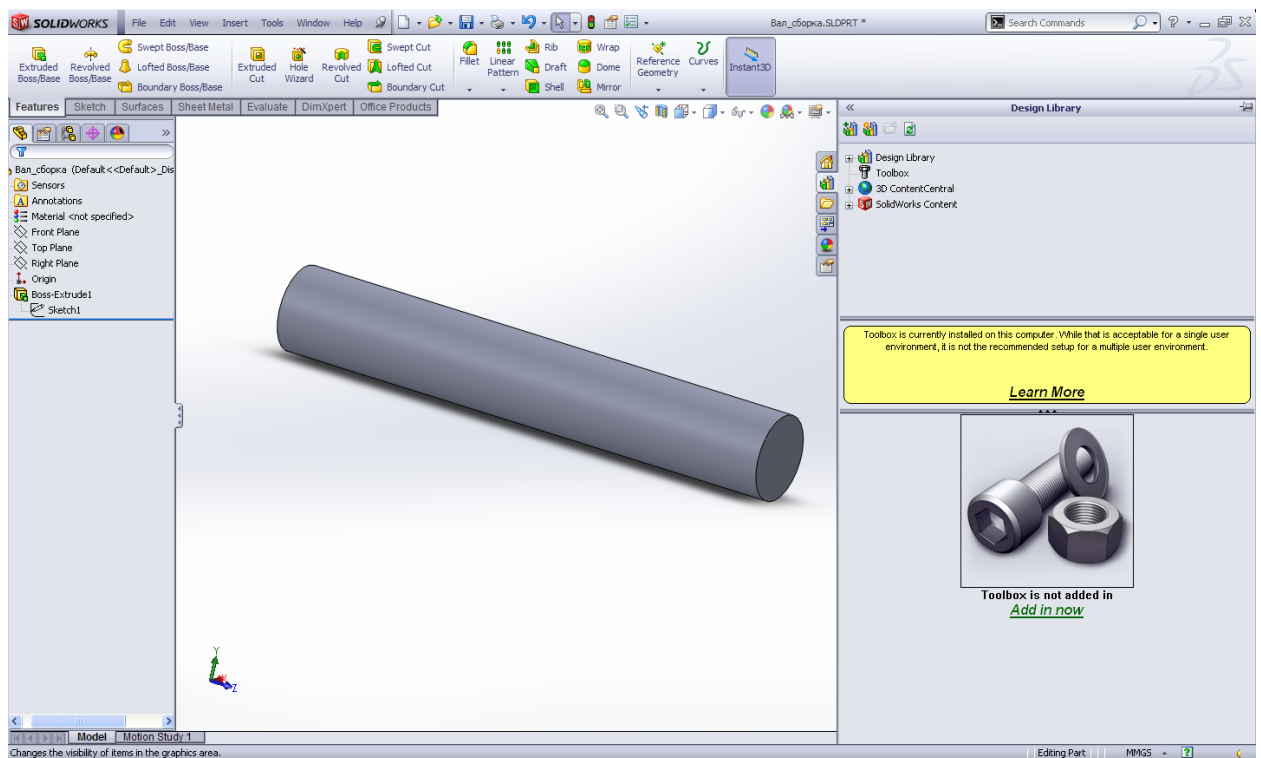 SOLIDWORKS File Edit View Insert Tools Window Help Вал_сборка.SLDPRT * Search Commands
Extruded Boss/Base
Revolved Boss/Base
Swept Boss/Base
Lofted Boss/Base
Boundary Boss/Base
Extruded Cut
Hole Wizard
Revolved Cut
Swept Cut
Lofted Cut
Boundary Cut
Fillet
Linear Pattern
Rib
Draft
Shell
Wrap
Dome
Mirror
Reference Geometry
Curves
Instant3D
Features Sketch Surfaces Sheet Metal Evaluate DimXpert Office Products
Design Library
Вал_сборка (Default<<Default>_Dis
Sensors
Annotations
Material <not specified>
Front Plane
Top Plane
Right Plane
Origin
Boss-Extrude1
Sketch1
Design Library
Toolbox
3D ContentCentral
SolidWorks Content
Toolbox is currently installed on this computer. While that is acceptable for a single user
environment, it is not the recommended setup for a multiple user environment.
Learn More
Toolbox is not added in
Add in now
Y
Z
Model Motion Study 1
Changes the visibility of items in the graphics area. Editing Part MMGS